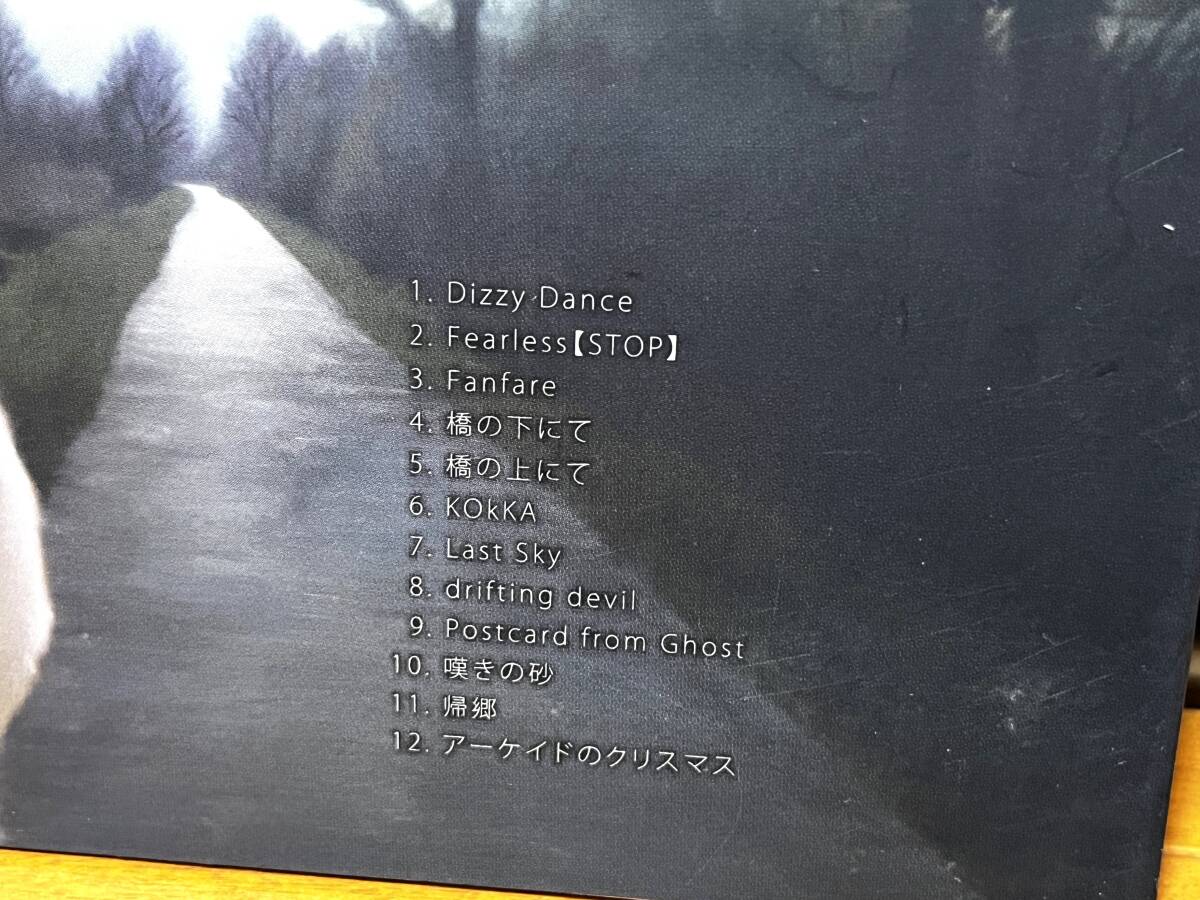 1. Dizzy Dance
2. Fearless【STOP】
3. Fanfare
4. 橋の下にて
5. 橋の上にて
6. KOkKA
7. Last Sky
8. drifting devil
9. Postcard from Ghost
10. 嘆きの砂
11. 帰郷
12. アーケイドのクリスマス